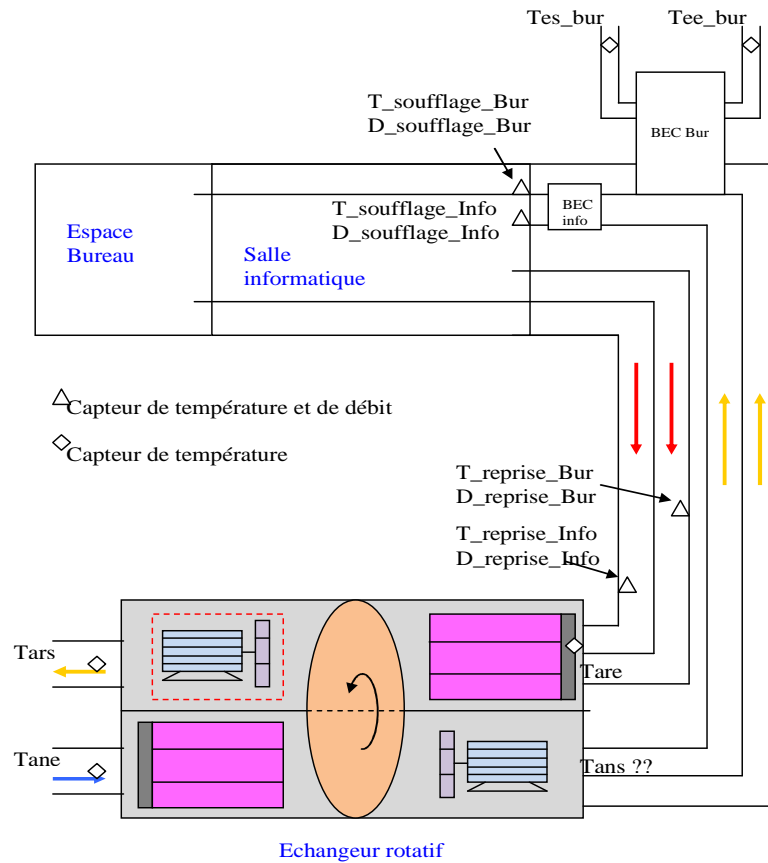 Tes_bur
Tee_bur
T_soufflage_Bur
D_soufflage_Bur
BEC Bur
T_soufflage_Info
D_soufflage_Info
BEC
info
Espace
Bureau
Salle
informatique
Capteur de température et de débit
Capteur de température
T_reprise_Bur
D_reprise_Bur
T_reprise_Info
D_reprise_Info
Tars
Tare
Tane
Tans ??
Echangeur rotatif